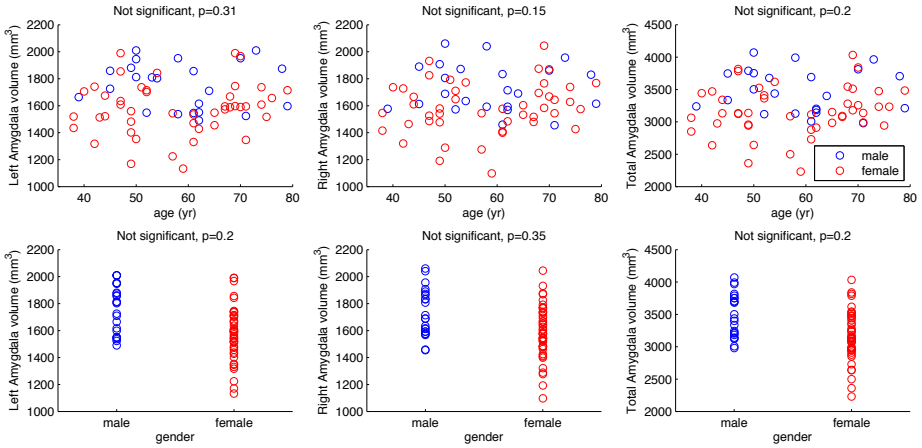 Not significant, p=0.31
Left Amygdala volume (mm³)
2200
2000
1800
1600
1400
1200
1000
40
50
60
70
80
age (yr)
Not significant, p=0.15
Right Amygdala volume (mm³)
2200
2000
1800
1600
1400
1200
1000
40
50
60
70
80
age (yr)
Not significant, p=0.2
Total Amygdala volume (mm³)
4500
4000
3500
3000
2500
2000
40
50
60
70
80
age (yr)
male
female
Not significant, p=0.2
Left Amygdala volume (mm³)
2200
2000
1800
1600
1400
1200
1000
male
female
gender
Not significant, p=0.35
Right Amygdala volume (mm³)
2200
2000
1800
1600
1400
1200
1000
male
female
gender
Not significant, p=0.2
Total Amygdala volume (mm³)
4500
4000
3500
3000
2500
2000
male
female
gender